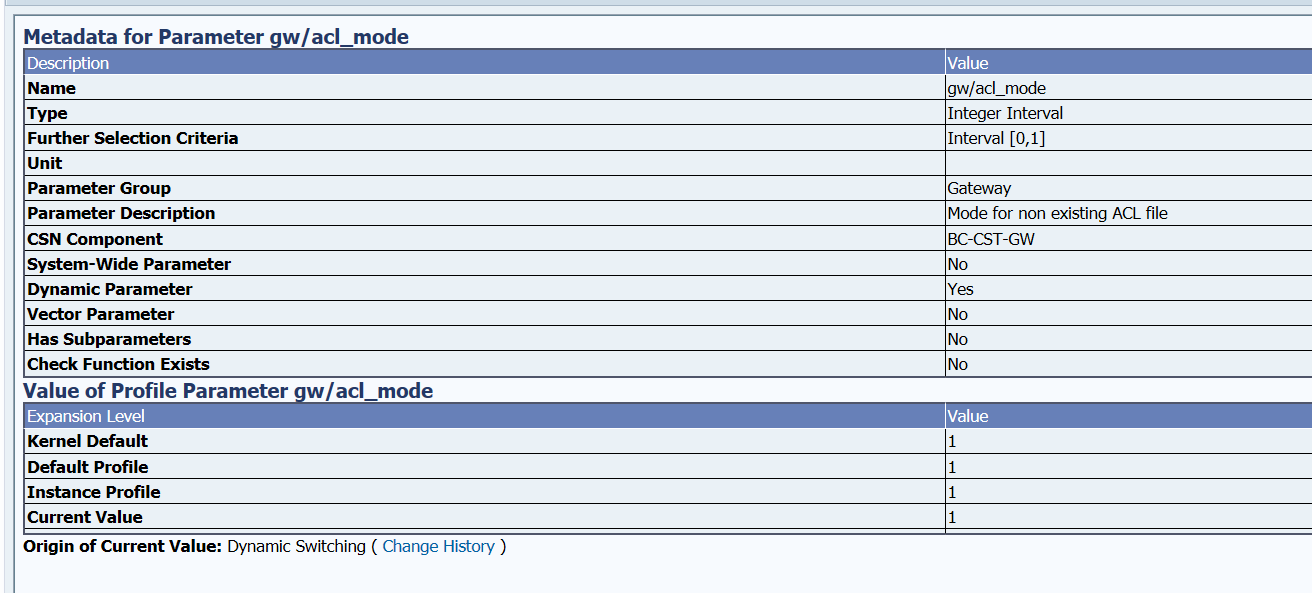 Metadata for Parameter gw/acl_mode
Description Value
Name gw/acl_mode
Type Integer Interval
Further Selection Criteria Interval [0,1]
Unit
Parameter Group Gateway
Parameter Description Mode for non existing ACL file
CSN Component BC-CST-GW
System-Wide Parameter No
Dynamic Parameter Yes
Vector Parameter No
Has Subparameters No
Check Function Exists No
Value of Profile Parameter gw/acl_mode
Expansion Level Value
Kernel Default 1
Default Profile 1
Instance Profile 1
Current Value 1
Origin of Current Value: Dynamic Switching ( Change History )